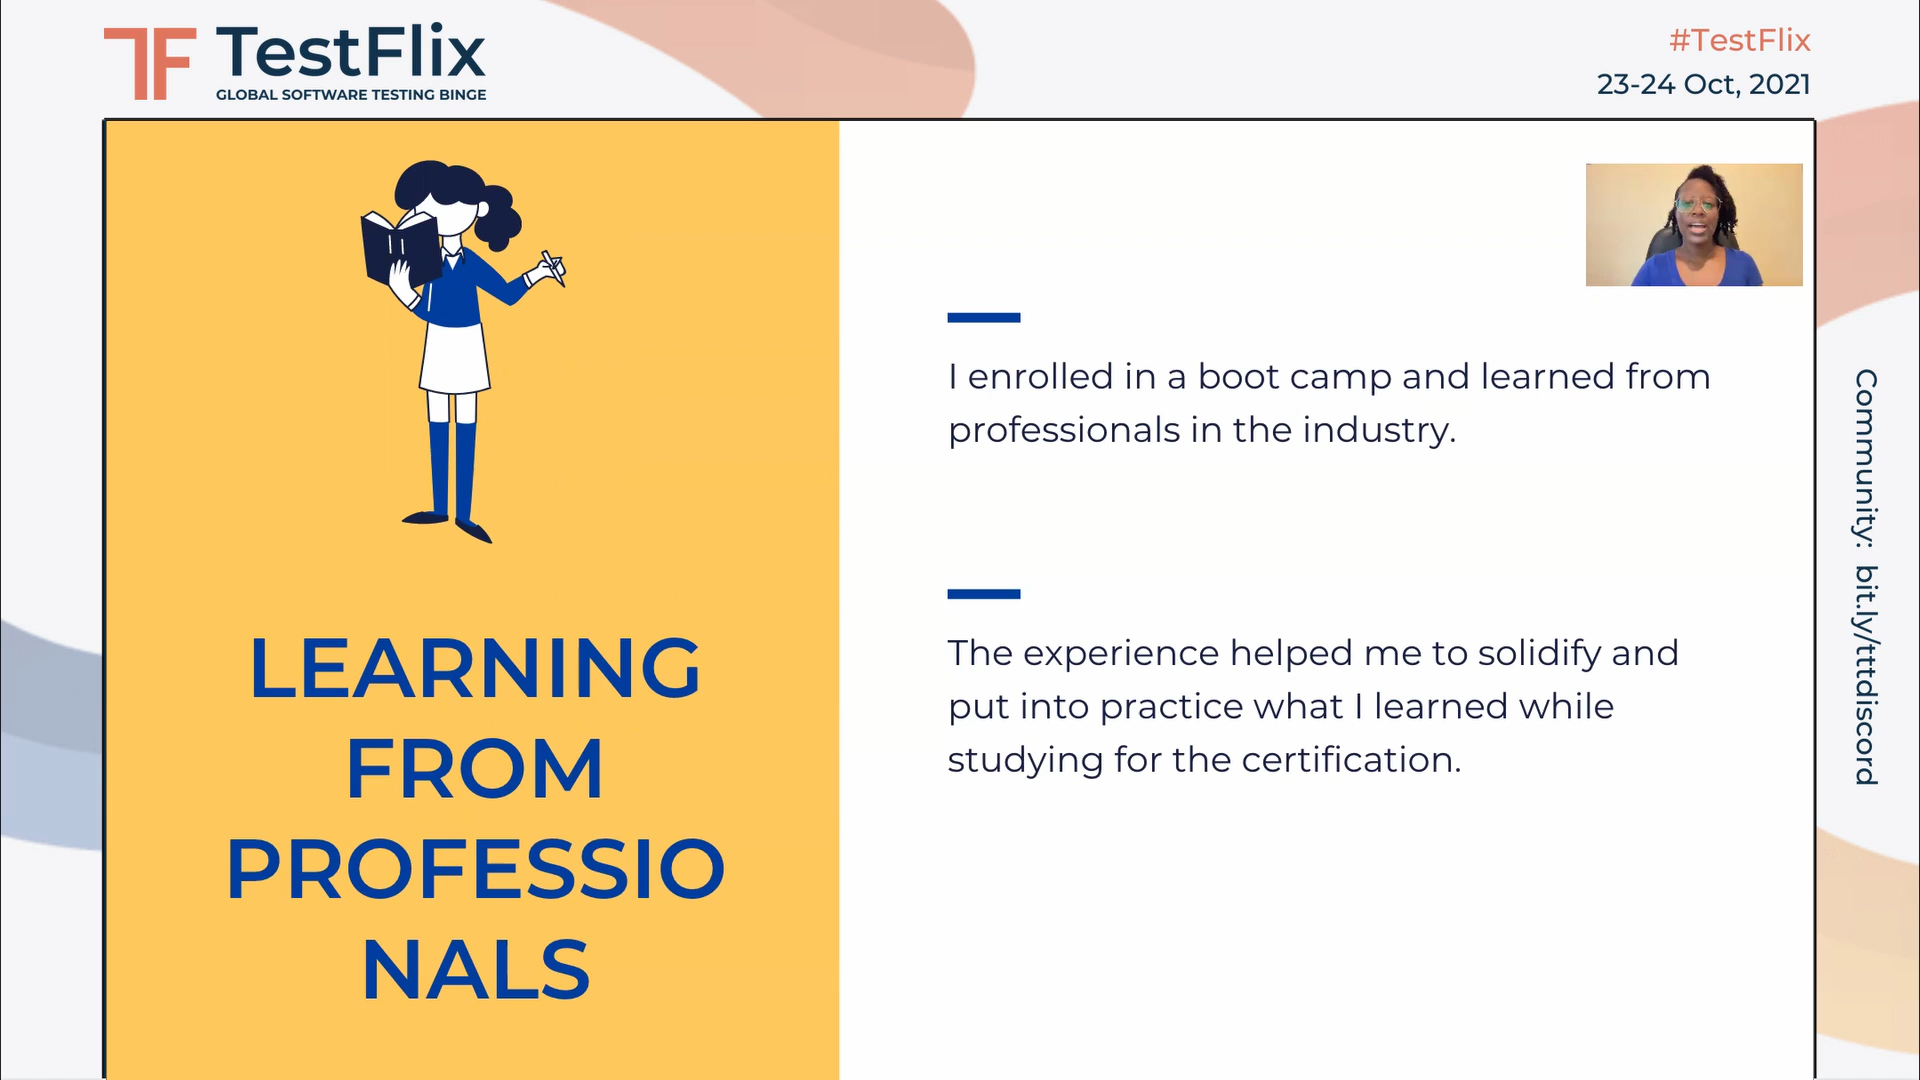 TF TestFlix
GLOBAL SOFTWARE TESTING BINGE
#TestFlix
23-24 Oct, 2021
LEARNING
FROM
PROFESSIO
NALS
I enrolled in a boot camp and learned from
professionals in the industry.
The experience helped me to solidify and
put into practice what I learned while
studying for the certification.
Community: bit.ly/tttdiscord